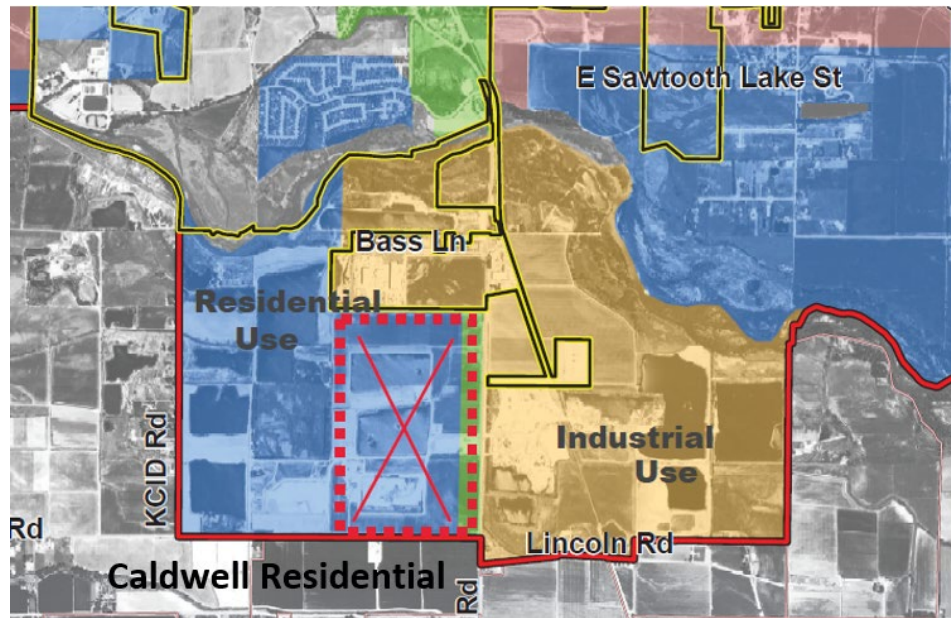 E Sawtooth Lake St
Bass Ln
Residential
Use
Industrial
Use
KCID Rd
Rd
Lincoln Rd
Caldwell Residential
Rd